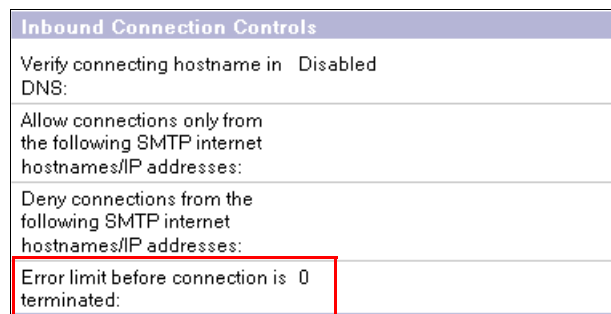 Inbound Connection Controls
Verify connecting hostname in Disabled
DNS:
Allow connections only from
the following SMTP internet
hostnames/IP addresses:
Deny connections from the
following SMTP internet
hostnames/IP addresses:
Error limit before connection is 0
terminated: